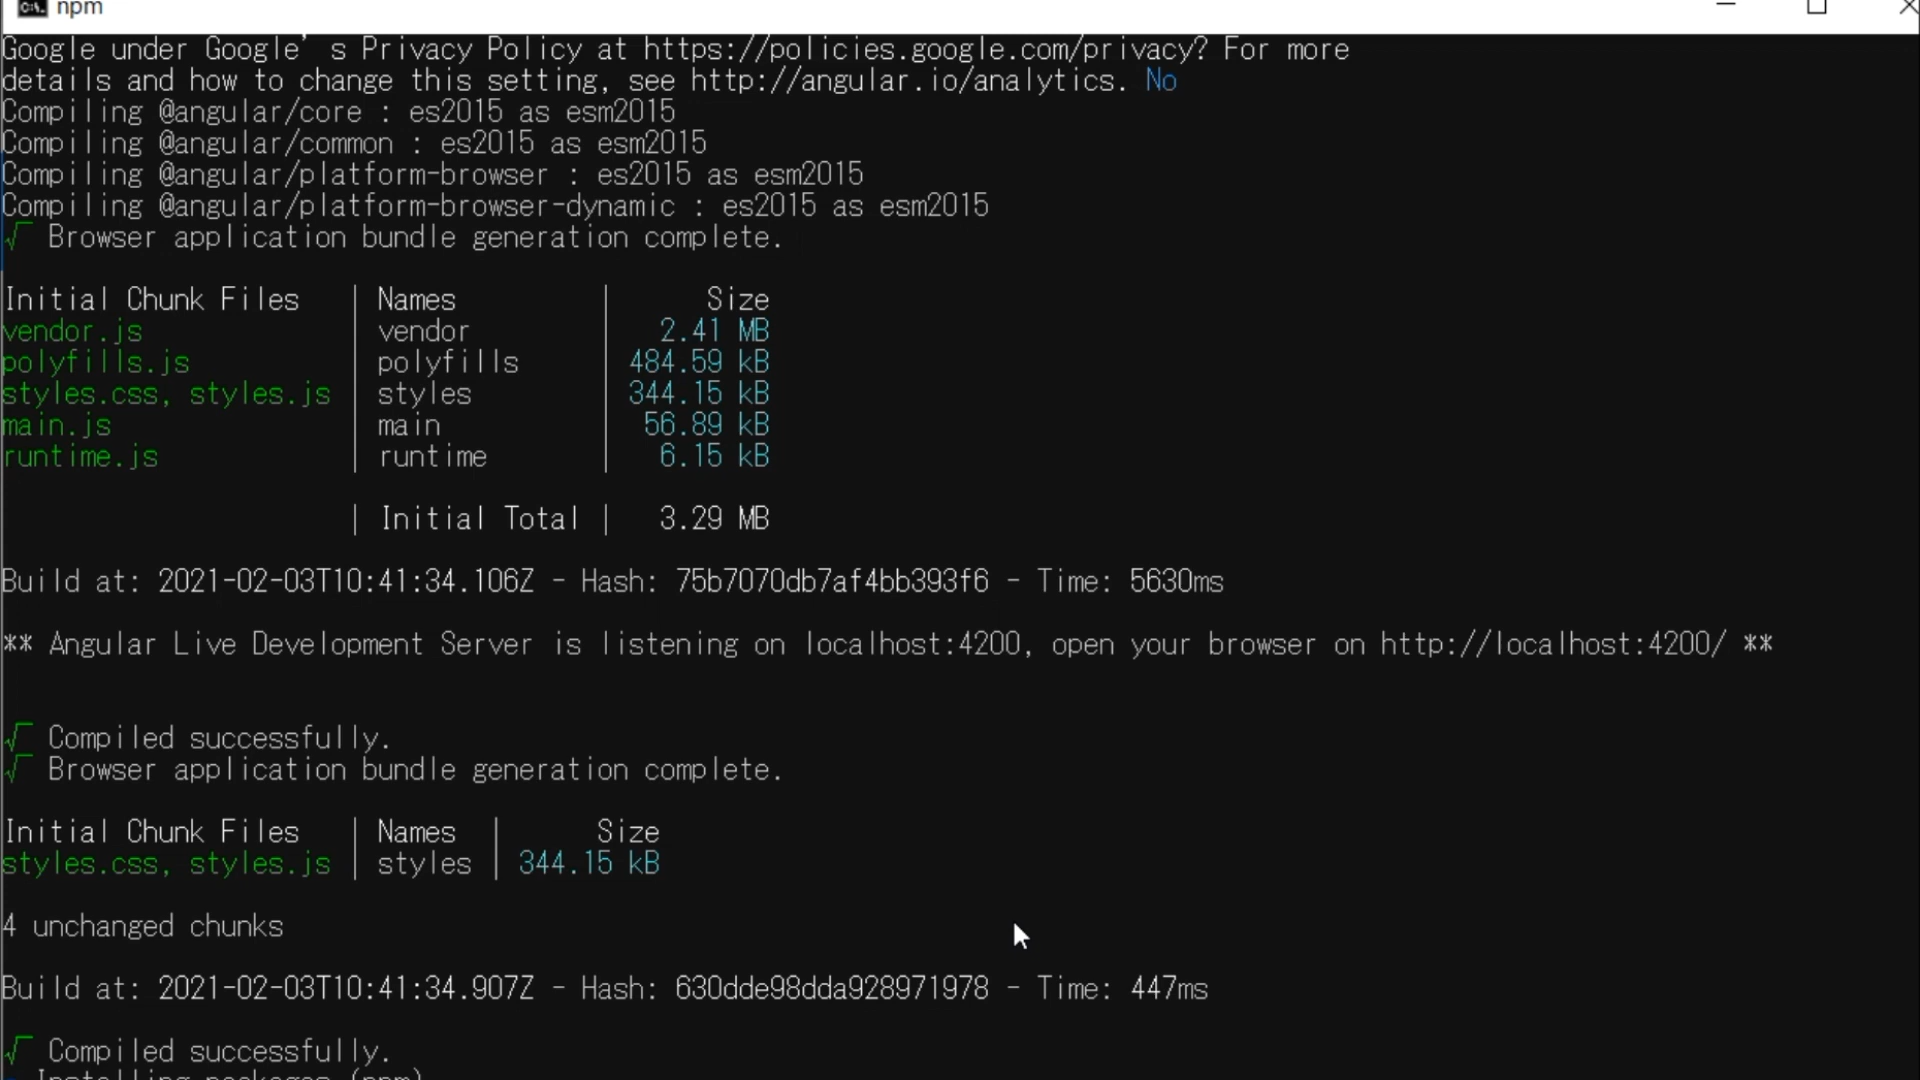 npm
Google under Google's Privacy Policy at https://policies.google.com/privacy? For more
details and how to change this setting, see http://angular.io/analytics. No
Compiling @angular/core : es2015 as esm2015
Compiling @angular/common : es2015 as esm2015
Compiling @angular/platform-browser : es2015 as esm2015
Compiling @angular/platform-browser-dynamic : es2015 as esm2015
√ Browser application bundle generation complete.
Initial Chunk Files | Names | Size
vendor.js | vendor | 2.41 MB
polyfills.js | polyfills | 484.59 kB
styles.css, styles.js | styles | 344.15 kB
main.js | main | 56.89 kB
runtime.js | runtime | 6.15 kB
| Initial Total | 3.29 MB
Build at: 2021-02-03T10:41:34.106Z - Hash: 75b7070db7af4bb393f6 - Time: 5630ms
** Angular Live Development Server is listening on localhost:4200, open your browser on http://localhost:4200/ **
√ Compiled successfully.
√ Browser application bundle generation complete.
Initial Chunk Files | Names | Size
styles.css, styles.js | styles | 344.15 kB
4 unchanged chunks
Build at: 2021-02-03T10:41:34.907Z - Hash: 630dde98dda928971978 - Time: 447ms
√ Compiled successfully.
Installing packages (npm)